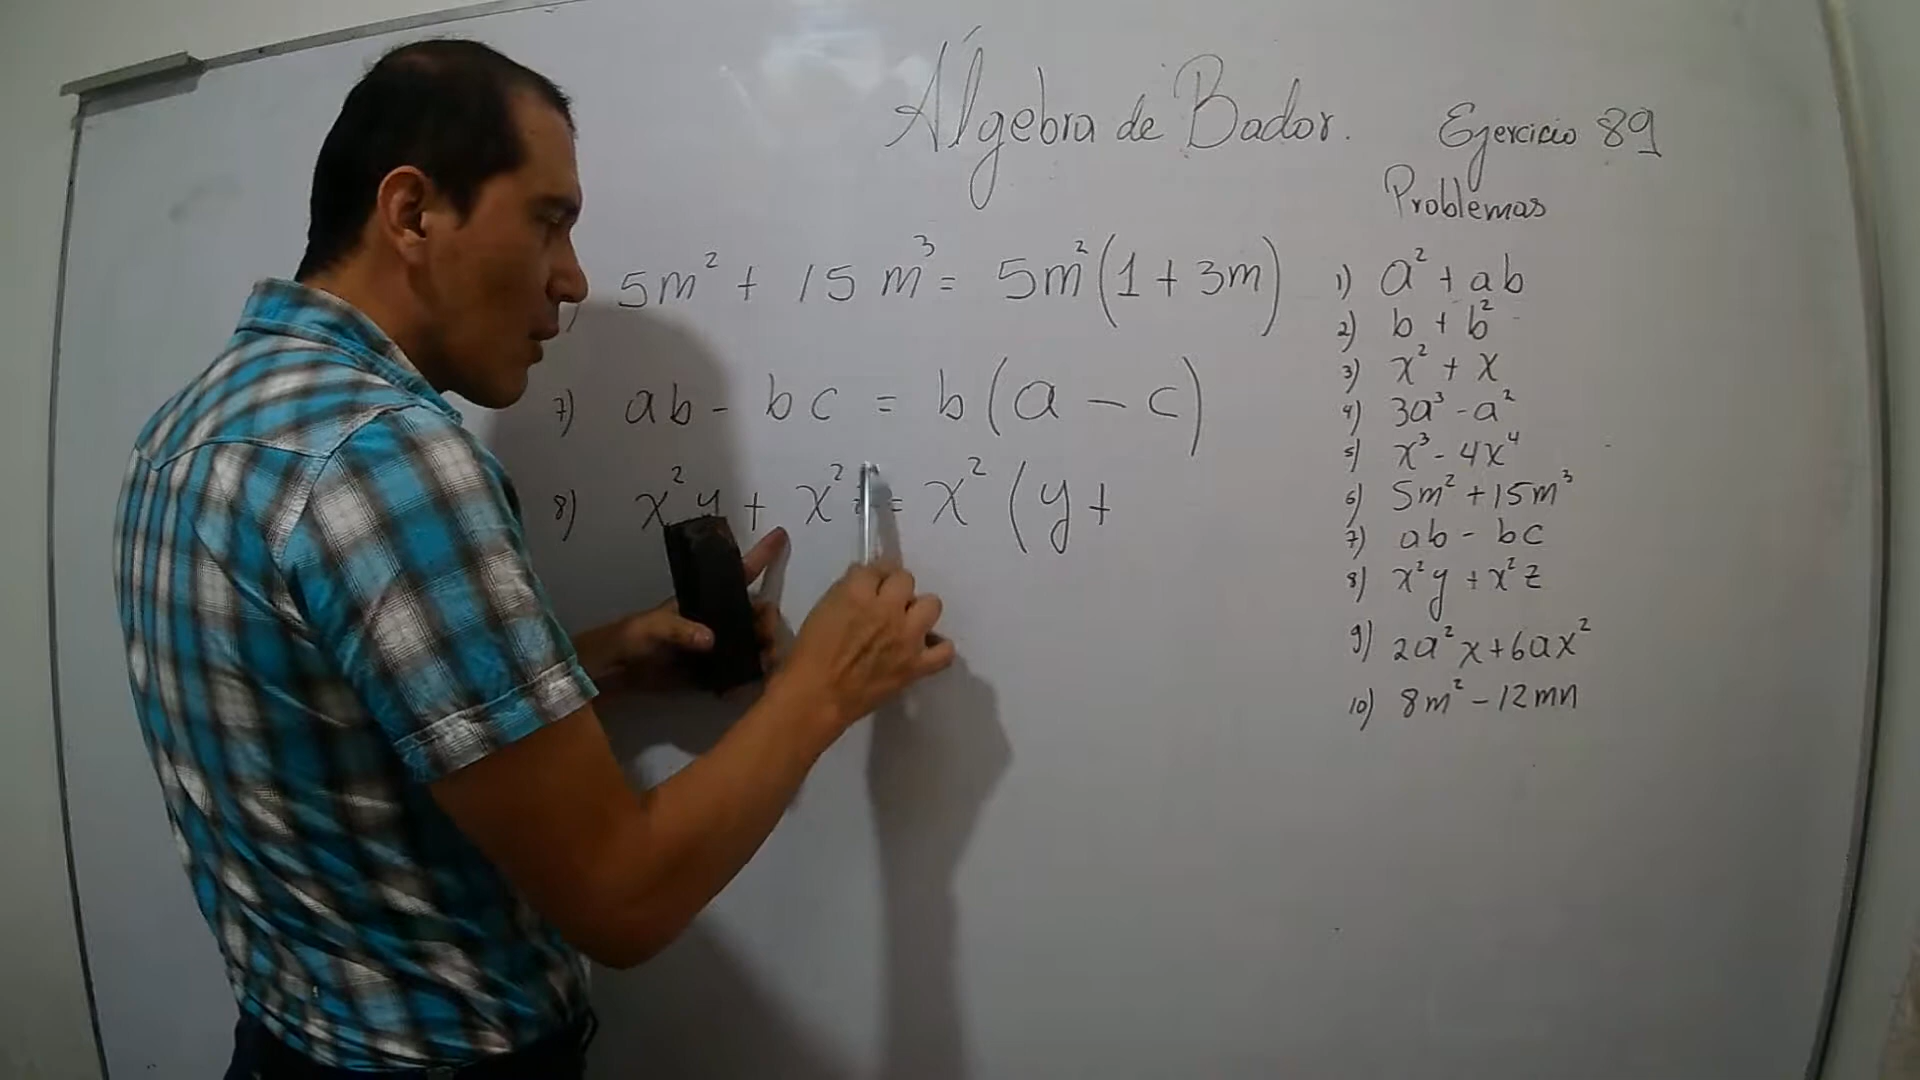 Álgebra de Bador.
Ejercicio 89
Problemas
) 5m² + 15 m³ = 5m²(1 + 3m)
7) ab - bc = b(a - c)
8) x²y + x²z = x² (y +
1) a² + ab
2) b + b²
3) x² + x
4) 3a³ - a²
5) x³ - 4x⁴
6) 5m² + 15m³
7) ab - bc
8) x²y + x²z
9) 2a²x + 6ax²
10) 8m² - 12mn